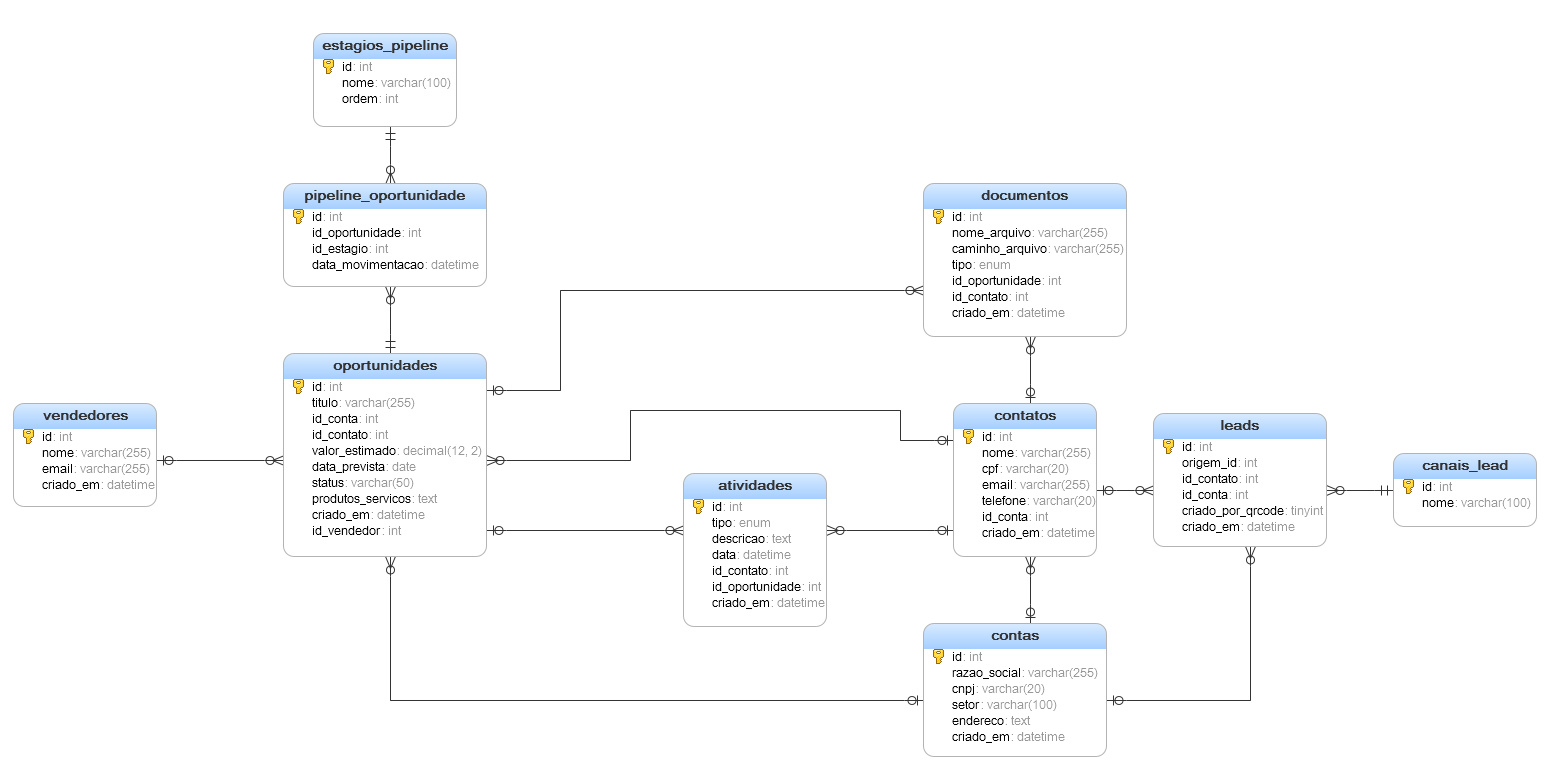 estagios_pipeline
id: int
nome: varchar(100)
ordem: int
pipeline_oportunidade
id: int
id_oportunidade: int
id_estagio: int
data_movimentacao: datetime
documentos
id: int
nome_arquivo: varchar(255)
caminho_arquivo: varchar(255)
tipo: enum
id_oportunidade: int
id_contato: int
criado_em: datetime
oportunidades
id: int
titulo: varchar(255)
id_conta: int
id_contato: int
valor_estimado: decimal(12, 2)
data_prevista: date
status: varchar(50)
produtos_servicos: text
criado_em: datetime
id_vendedor: int
vendedores
id: int
nome: varchar(255)
email: varchar(255)
criado_em: datetime
contatos
id: int
nome: varchar(255)
cpf: varchar(20)
email: varchar(255)
telefone: varchar(20)
id_conta: int
criado_em: datetime
leads
id: int
origem_id: int
id_contato: int
id_conta: int
criado_por_qrcode: tinyint
criado_em: datetime
canais_lead
id: int
nome: varchar(100)
atividades
id: int
tipo: enum
descricao: text
data: datetime
id_contato: int
id_oportunidade: int
criado_em: datetime
contas
id: int
razao_social: varchar(255)
cnpj: varchar(20)
setor: varchar(100)
endereco: text
criado_em: datetime